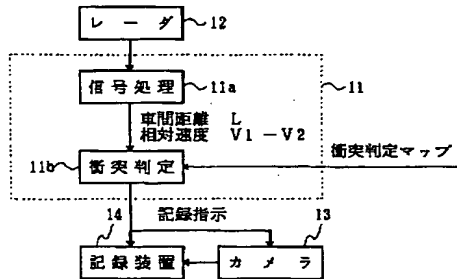 レーダ
12
信号処理
11a
11
車間距離 L
相対速度 V1－V2
11b
衝突判定
衝突判定マップ
記録指示
14
13
記録装置
カメラ